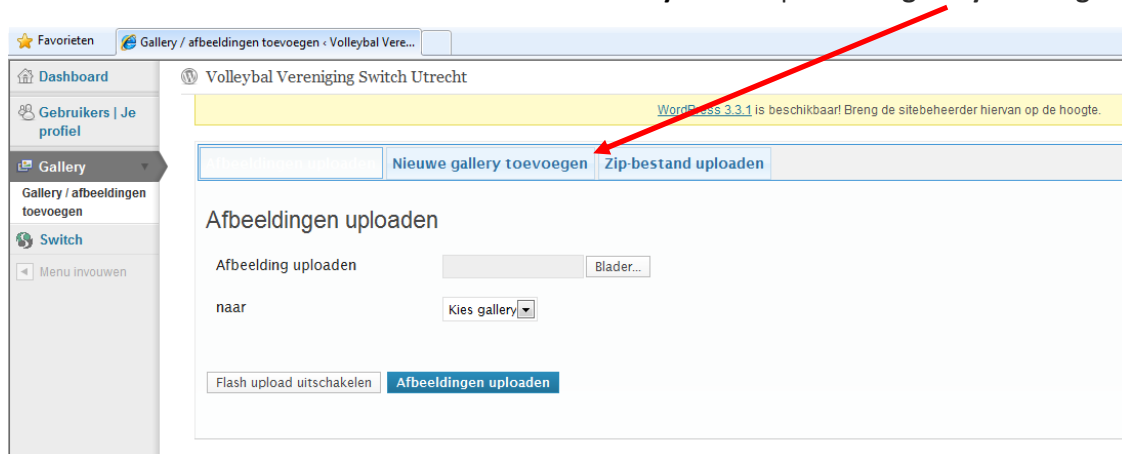 Favorieten
Gallery / afbeeldingen toevoegen ‹ Volleybal Vere...
Dashboard
Volleybal Vereniging Switch Utrecht
Gebruikers | Je
profiel
WordPress 3.3.1 is beschikbaar! Breng de sitebeheerder hiervan op de hoogte.
Gallery
Gallery / afbeeldingen
toevoegen
Switch
Menu invouwen
Afbeeldingen uploaden Nieuwe gallery toevoegen Zip-bestand uploaden
Afbeeldingen uploaden
Afbeelding uploaden Blader...
naar Kies gallery
Flash upload uitschakelen Afbeeldingen uploaden